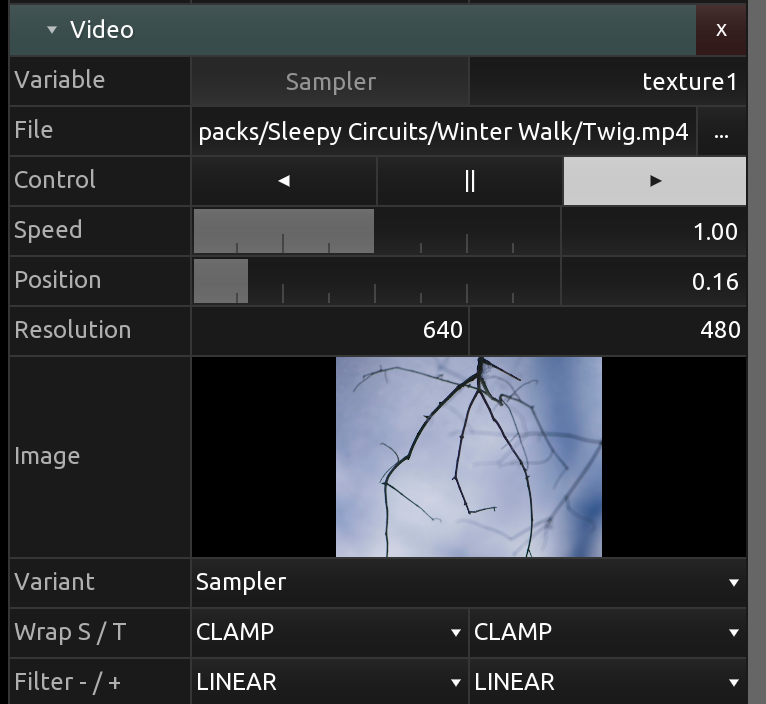 Video x
Variable Sampler texture1
File packs/Sleepy Circuits/Winter Walk/Twig.mp4 ...
Control
Speed 1.00
Position 0.16
Resolution 640 480
Image
Variant Sampler
Wrap S / T CLAMP CLAMP
Filter - / + LINEAR LINEAR